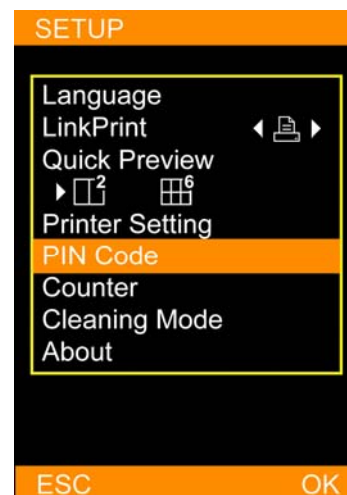 SETUP
Language
LinkPrint
Quick Preview
2 6
Printer Setting
PIN Code
Counter
Cleaning Mode
About
ESC OK